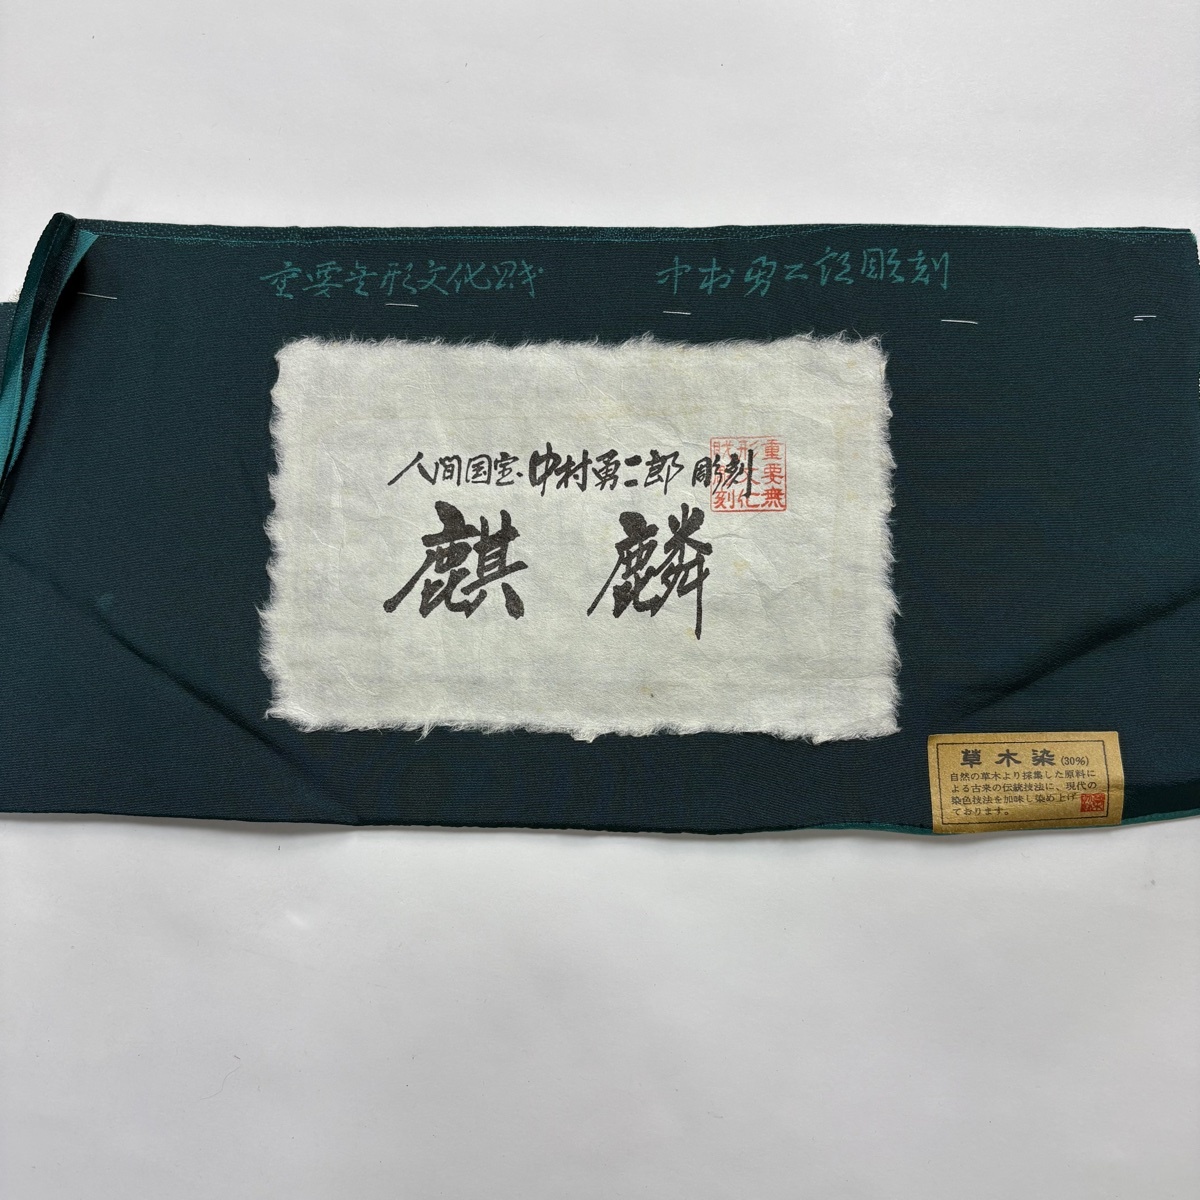 重要無形文化財 中村勇二郎彫刻
人間国宝 中村勇二郎 彫刻
麒麟
重要無
形文化
財彫刻
草木染(30%)
自然の草木より採集した原料に
よる古来の伝統技法に、現代の
染色技法を加味し染め上げ
ております。